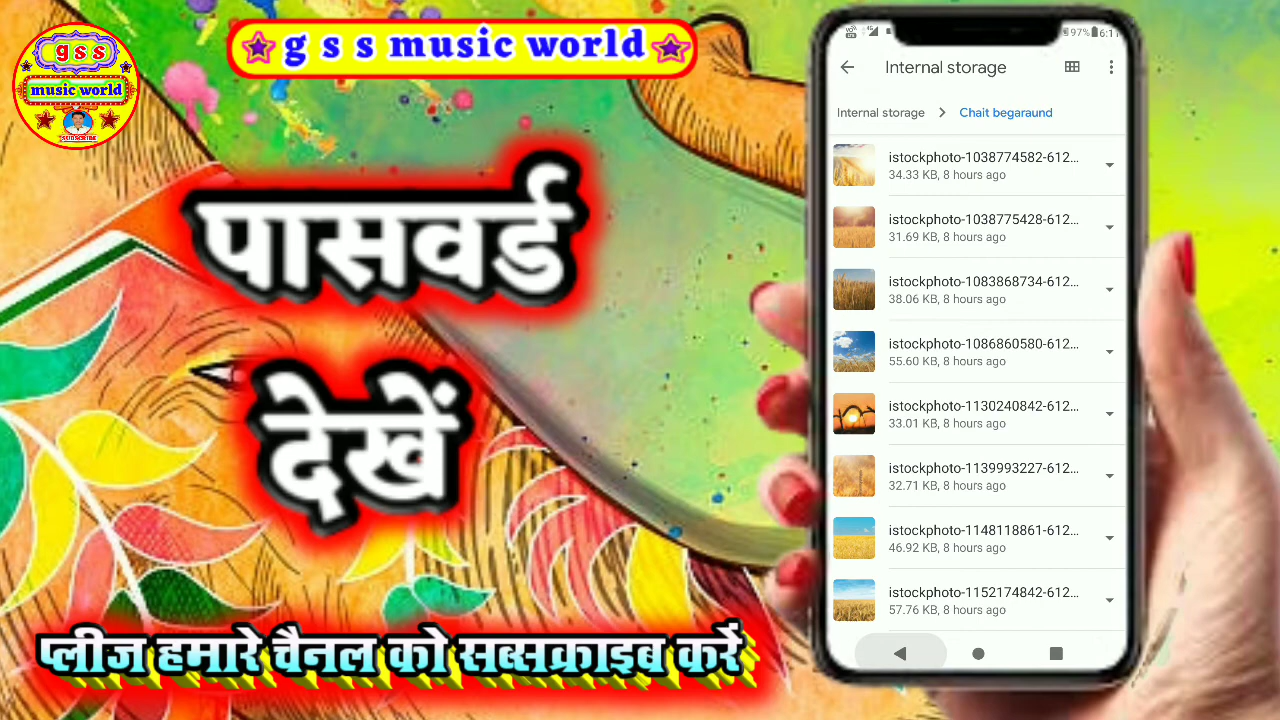 g s s music world
g s s
music world
SUBSCRIBE
पासवर्ड
देखें
प्लीज हमारे चैनल को सब्सक्राइब करें
97% 6:11
Internal storage
Internal storage > Chait begaraund
istockphoto-1038774582-612...
34.33 KB, 8 hours ago
istockphoto-1038775428-612...
31.69 KB, 8 hours ago
istockphoto-1083868734-612...
38.06 KB, 8 hours ago
istockphoto-1086860580-612...
55.60 KB, 8 hours ago
istockphoto-1130240842-612...
33.01 KB, 8 hours ago
istockphoto-1139993227-612...
32.71 KB, 8 hours ago
istockphoto-1148118861-612...
46.92 KB, 8 hours ago
istockphoto-1152174842-612...
57.76 KB, 8 hours ago